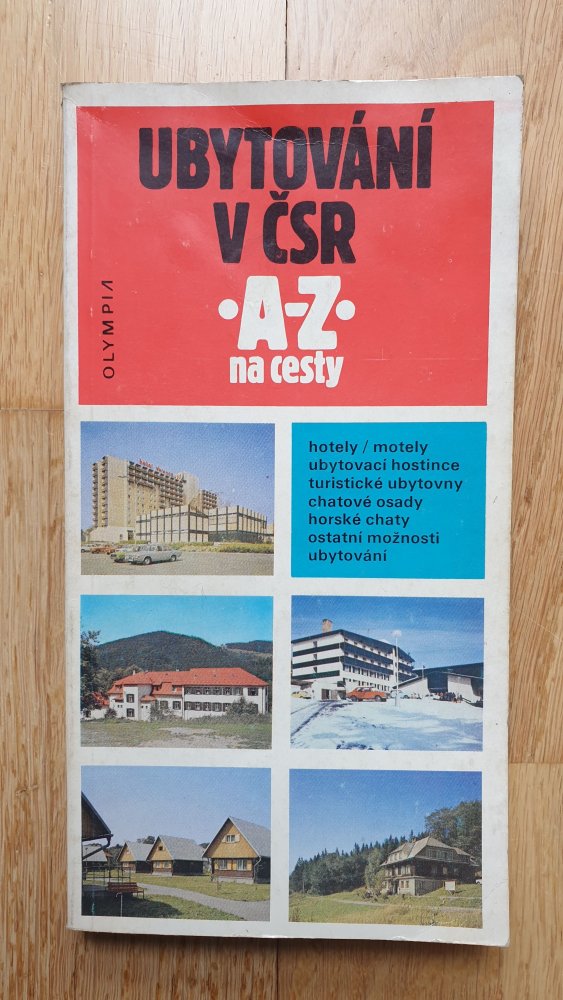 UBYTOVÁNÍ
V ČSR
•A-Z•
na cesty
OLYMPIA
hotely / motely
ubytovací hostince
turistické ubytovny
chatové osady
horské chaty
ostatní možnosti
ubytování